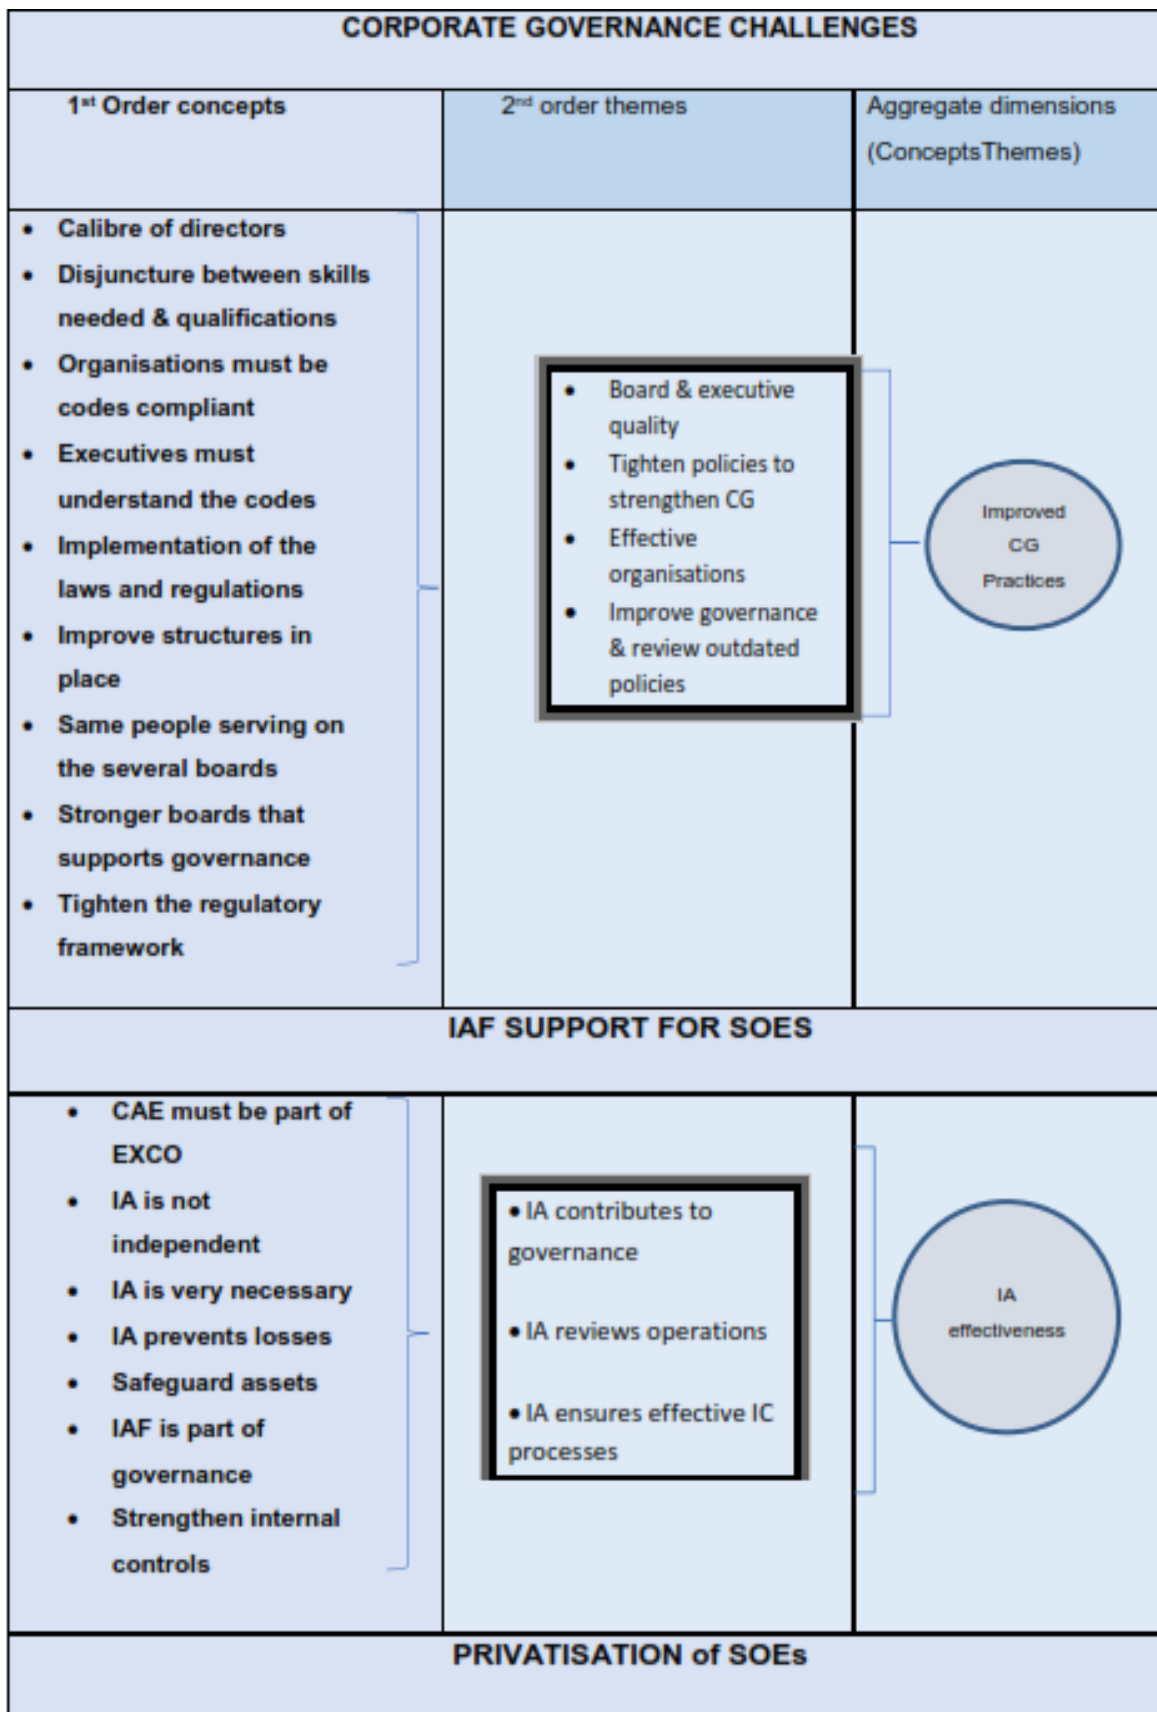 CORPORATE GOVERNANCE CHALLENGES
1st Order concepts
2nd order themes
Aggregate dimensions
(ConceptsThemes)
• Calibre of directors
• Disjuncture between skills
needed & qualifications
• Organisations must be
codes compliant
• Executives must
understand the codes
• Implementation of the
laws and regulations
• Improve structures in
place
• Same people serving on
the several boards
• Stronger boards that
supports governance
• Tighten the regulatory
framework
• Board & executive
quality
• Tighten policies to
strengthen CG
• Effective
organisations
• Improve governance
& review outdated
policies
Improved
CG
Practices
IAF SUPPORT FOR SOES
• CAE must be part of
EXCO
• IA is not
independent
• IA is very necessary
• IA prevents losses
• Safeguard assets
• IAF is part of
governance
• Strengthen internal
controls
• IA contributes to
governance
• IA reviews operations
• IA ensures effective IC
processes
IA
effectiveness
PRIVATISATION of SOEs